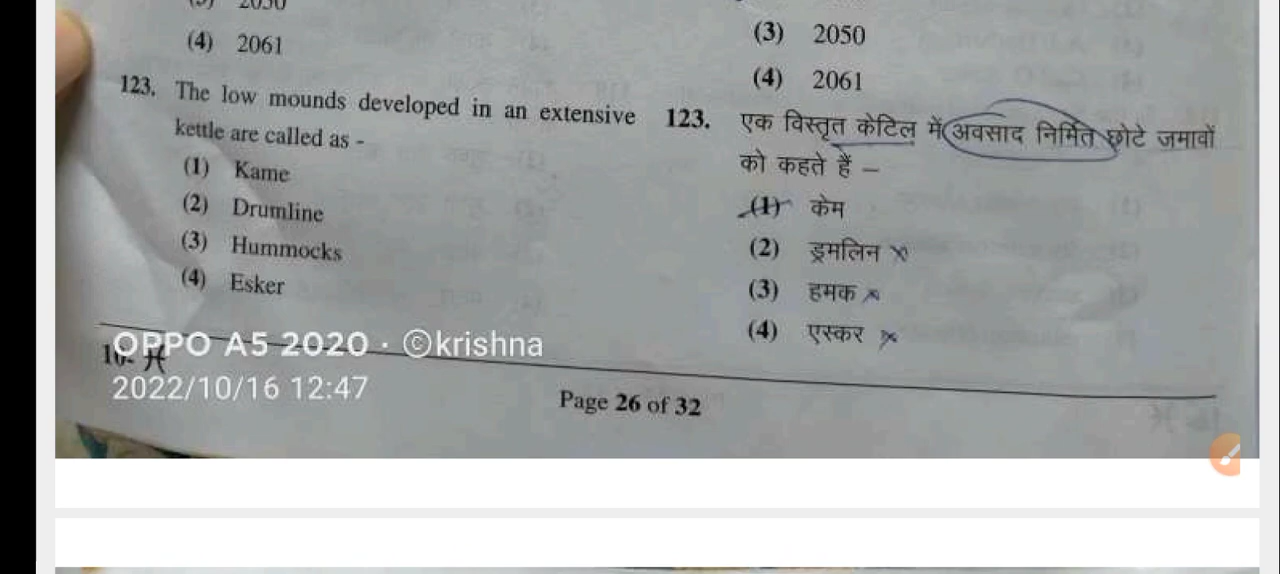 (4) 2061
123. The low mounds developed in an extensive
kettle are called as -
(1) Kame
(2) Drumline
(3) Hummocks
(4) Esker
(3) 2050
(4) 2061
123. एक विस्तृत केटिल में अवसाद निर्मित छोटे जमावों
को कहते हैं –
(1) केम
(2) ड्रमलिन
(3) हमक
(4) एस्कर
OPPO A5 2020 · ©krishna
2022/10/16 12:47
Page 26 of 32